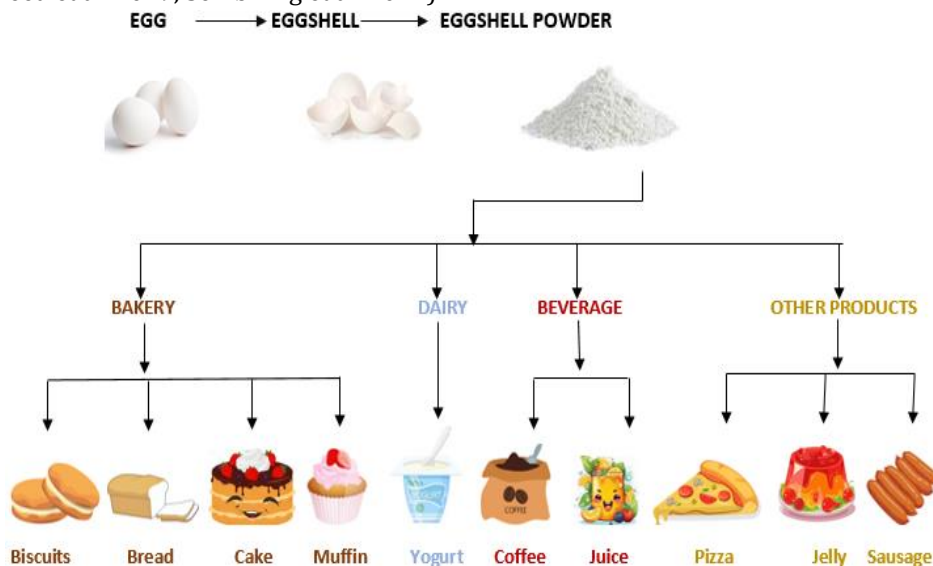 EGG EGGSHELL EGGSHELL POWDER
BAKERY DAIRY BEVERAGE OTHER PRODUCTS
COFFEE
Biscuits Bread Cake Muffin Yogurt Coffee Juice Pizza Jelly Sausage